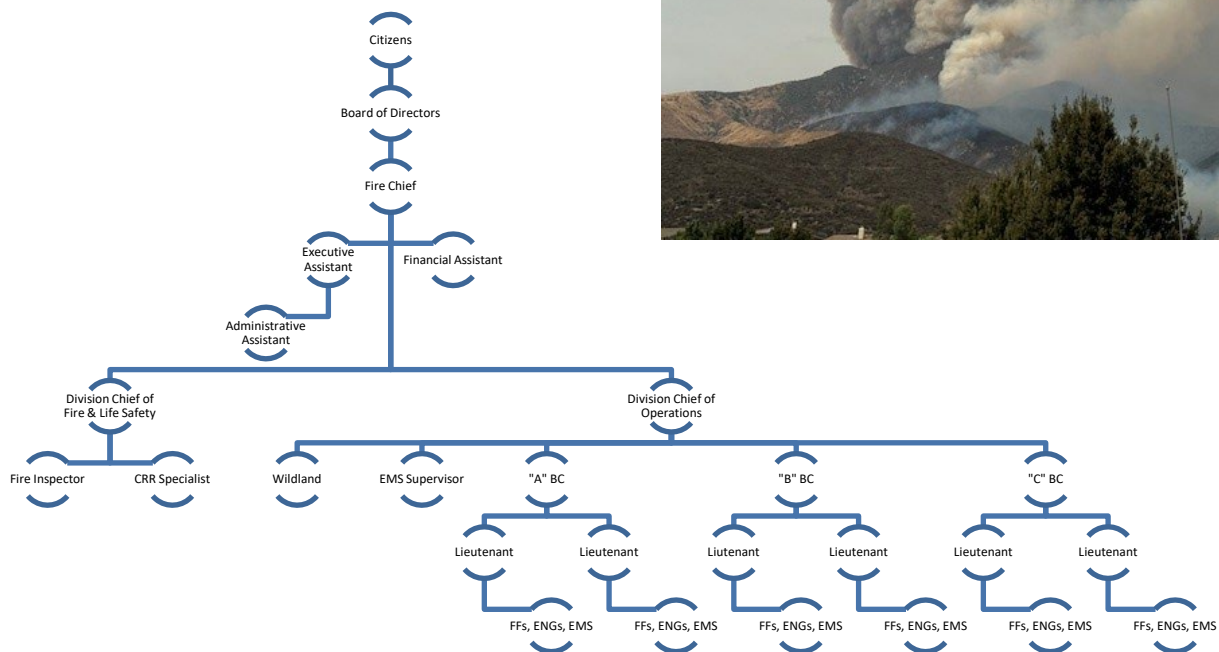 Citizens
Board of Directors
Fire Chief
Executive
Assistant
Financial Assistant
Administrative
Assistant
Division Chief of
Fire & Life Safety
Division Chief of
Operations
Fire Inspector
CRR Specialist
Wildland
EMS Supervisor
"A" BC
"B" BC
"C" BC
Lieutenant
Lieutenant
Liutenant
Lieutenant
Lieutenant
Lieutenant
FFs, ENGs, EMS
FFs, ENGs, EMS
FFs, ENGs, EMS
FFs, ENGs, EMS
FFs, ENGs, EMS
FFs, ENGs, EMS